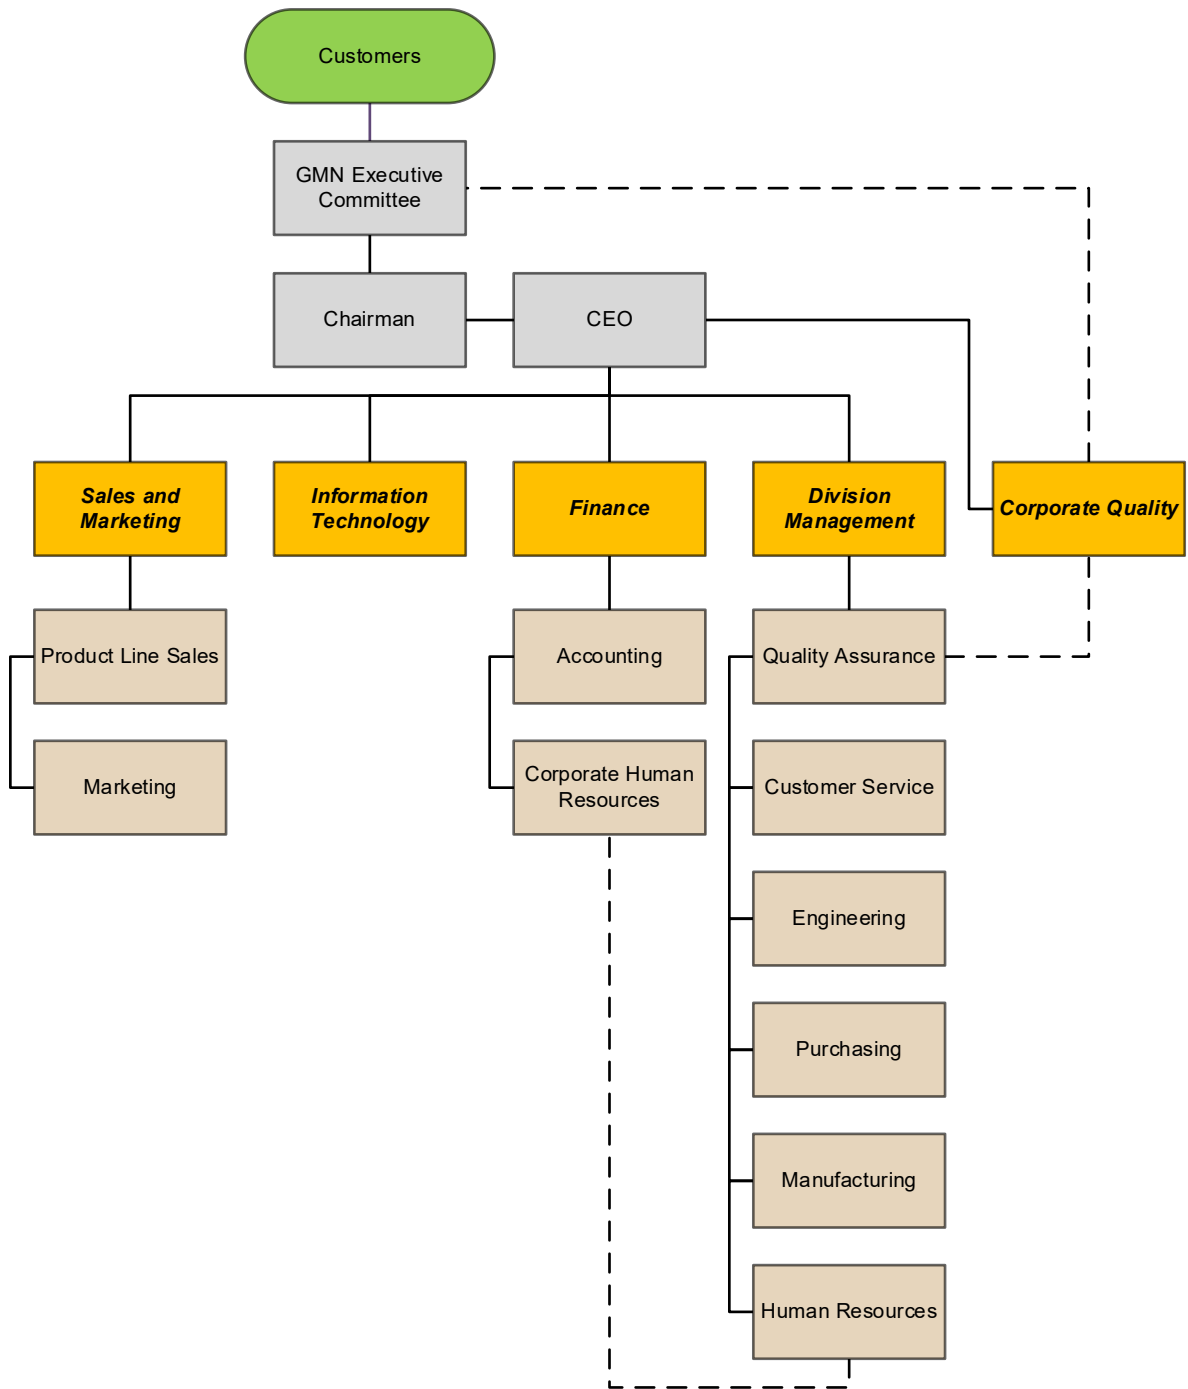 Customers
GMN Executive
Committee
Chairman
CEO
Sales and
Marketing
Information
Technology
Finance
Division
Management
Corporate Quality
Product Line Sales
Accounting
Quality Assurance
Marketing
Corporate Human
Resources
Customer Service
Engineering
Purchasing
Manufacturing
Human Resources